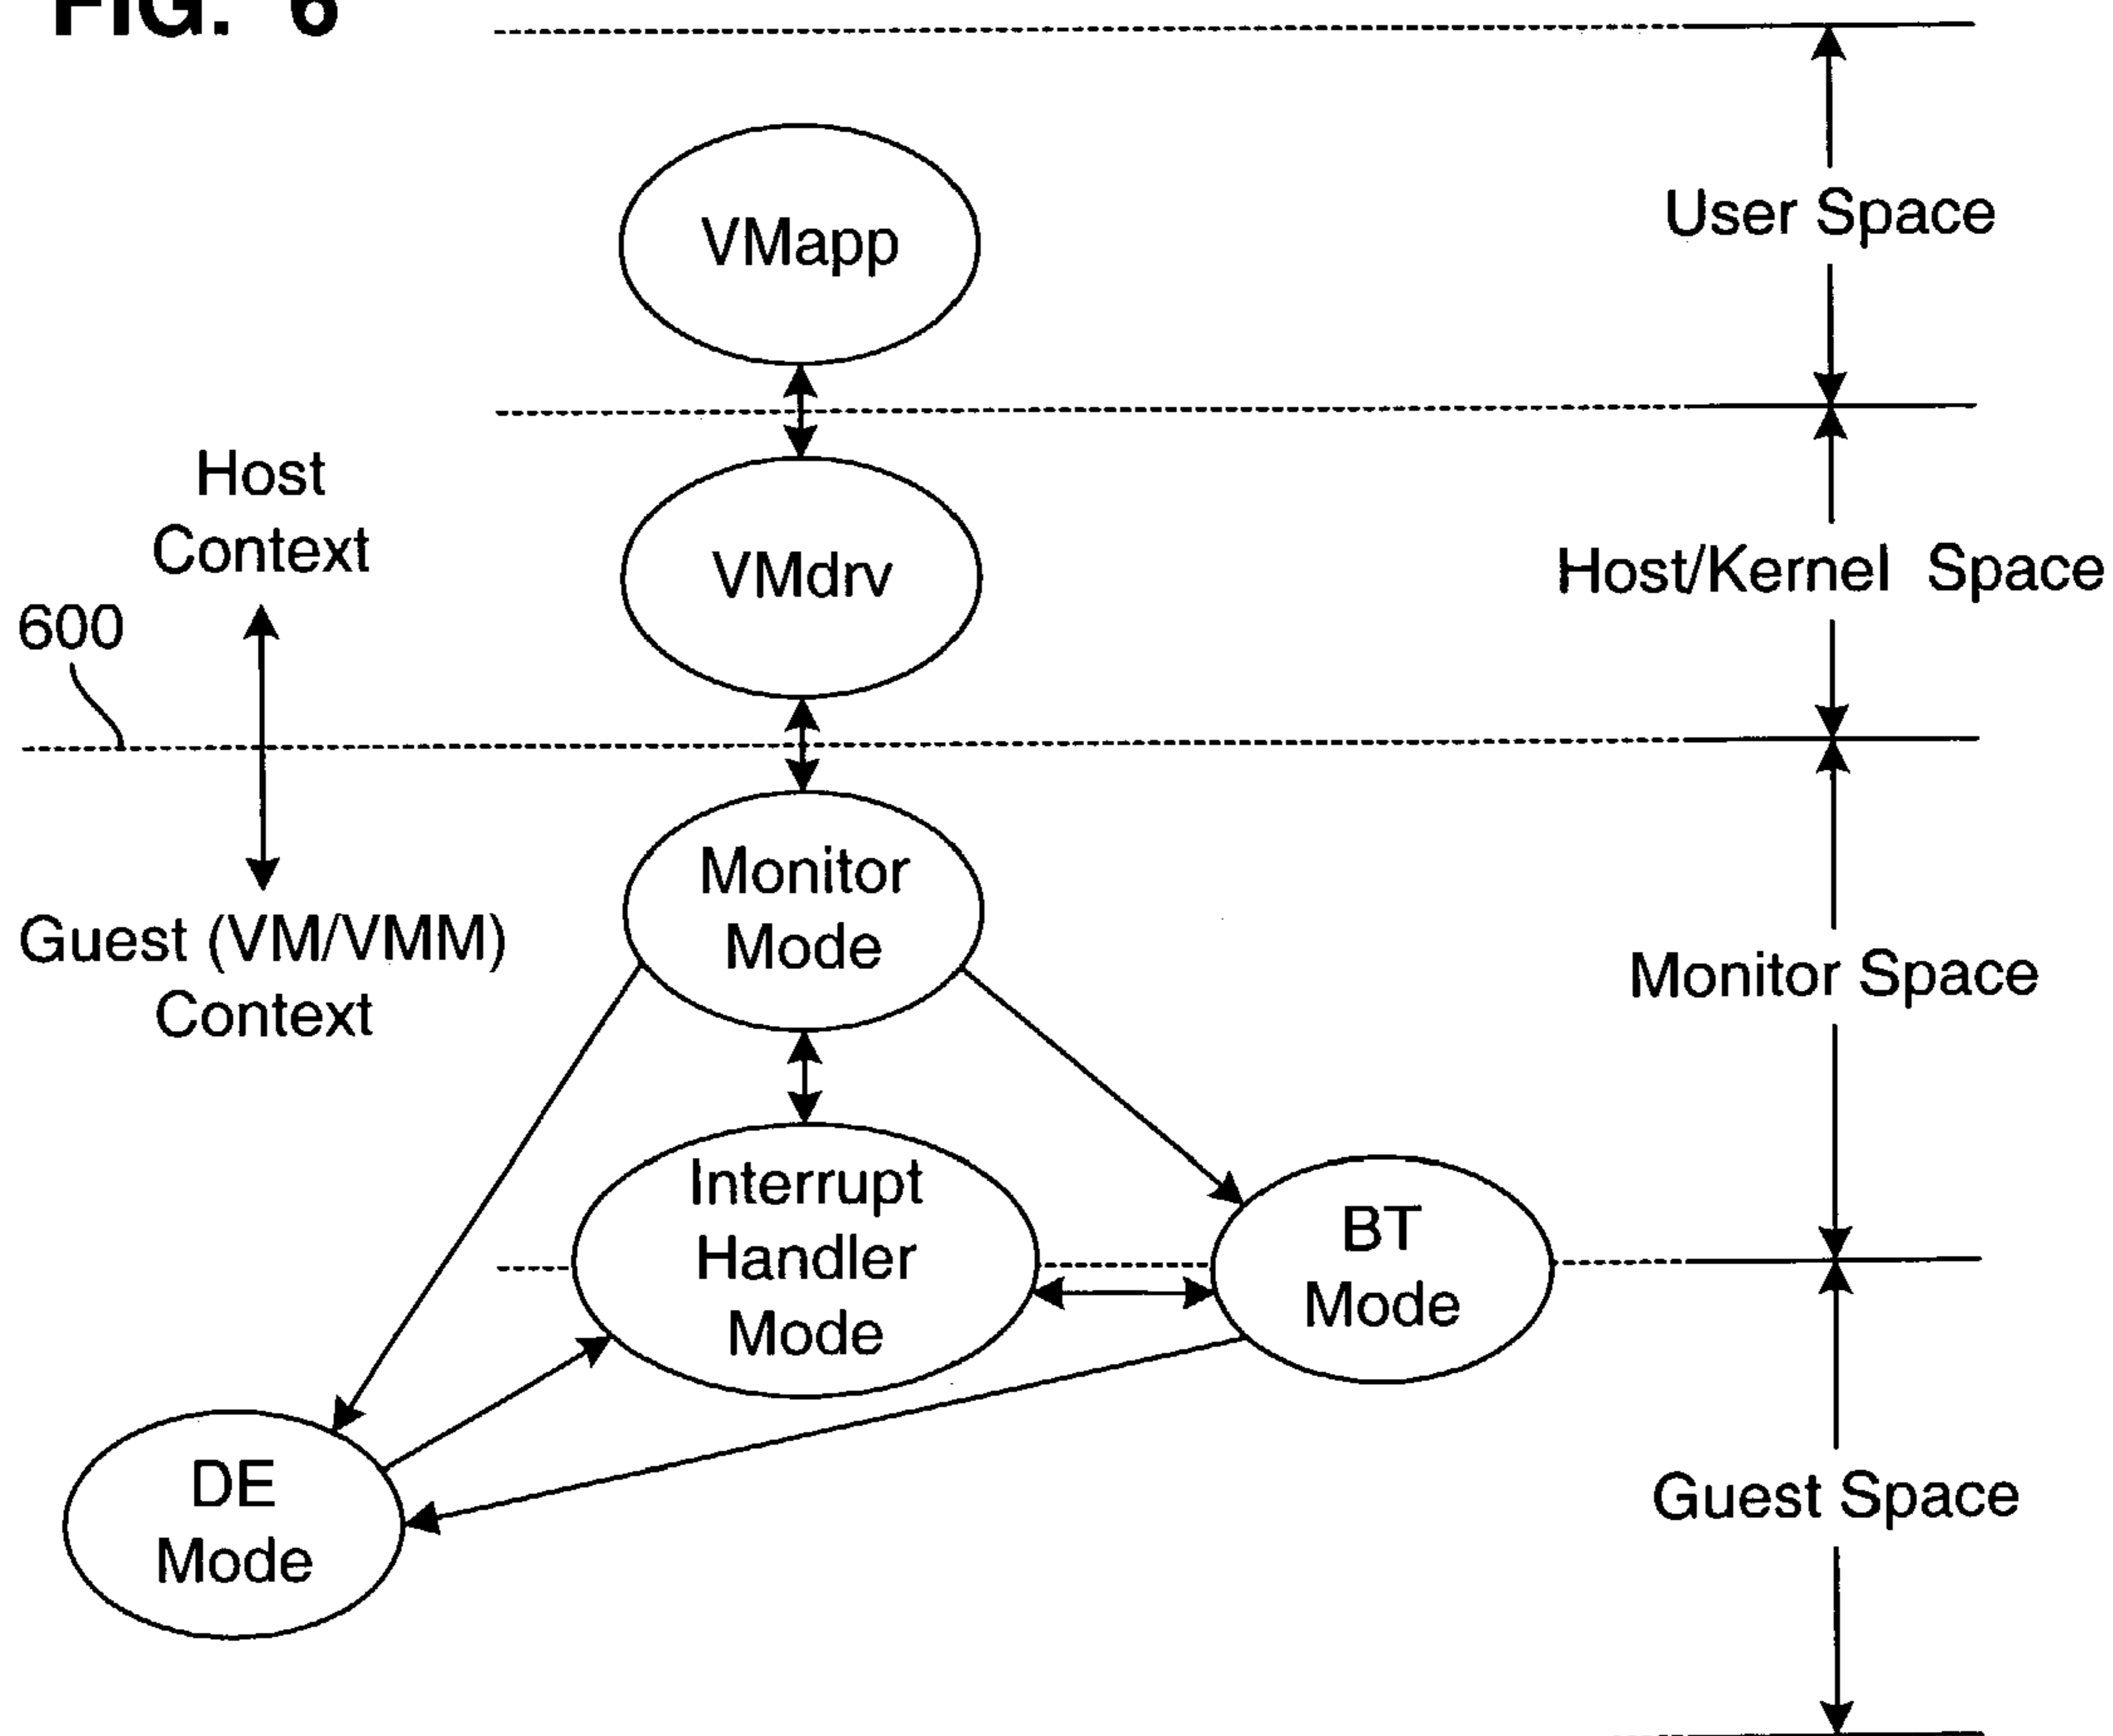 FIG. 6
VMapp
User Space
Host
Context
VMdrv
Host/Kernel Space
600
Monitor
Mode
Guest (VM/VMM)
Context
Monitor Space
Interrupt
Handler
Mode
BT
Mode
DE
Mode
Guest Space